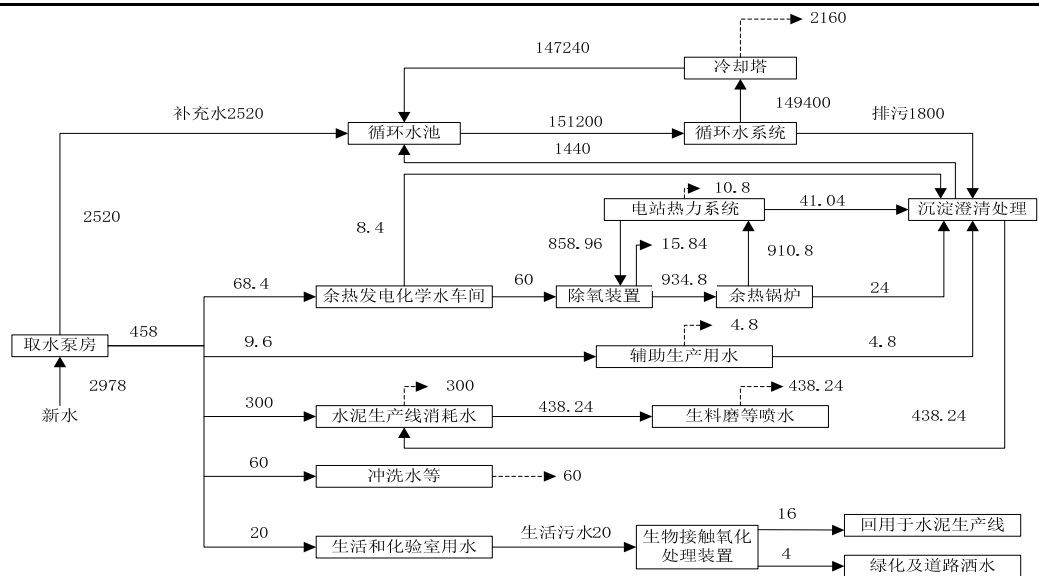 2160
147240
冷却塔
149400
补充水2520
循环水池
151200
循环水系统
排污1800
1440
2520
8.4
10.8
电站热力系统
41.04
沉淀澄清处理
858.96
15.84
910.8
68.4
余热发电化学水车间
60
除氧装置
934.8
余热锅炉
24
取水泵房
458
9.6
4.8
辅助生产用水
4.8
2978
新水
300
300
水泥生产线消耗水
438.24
438.24
生料磨等喷水
438.24
60
冲洗水等
60
20
生活和化验室用水
生活污水20
生物接触氧化
处理装置
16
回用于水泥生产线
4
绿化及道路洒水